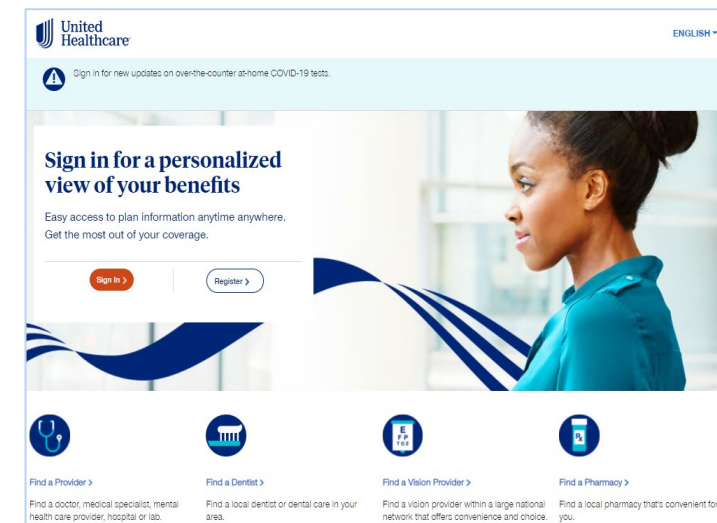 United
Healthcare
ENGLISH
Sign in for new updates on over-the-counter at-home COVID-19 tests.
Sign in for a personalized
view of your benefits
Easy access to plan information anytime anywhere.
Get the most out of your coverage.
Sign In >
Register >
E
F P
T O Z
Rx
Find a Provider >
Find a Dentist >
Find a Vision Provider >
Find a Pharmacy >
Find a doctor, medical specialist, mental
health care provider, hospital or lab.
Find a local dentist or dental care in your
area.
Find a vision provider within a large national
network that offers convenience and choice.
Find a local pharmacy that's convenient for
you.